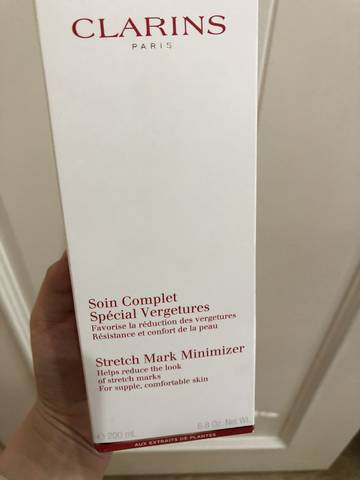 CLARINS
PARIS
Soin Complet
Spécial Vergetures
Favorise la réduction des vergetures
Résistance et confort de la peau
Stretch Mark Minimizer
Helps reduce the look
of stretch marks
For supple, comfortable skin
℮ 200 mL
6.8 Oz. Net Wt.
AUX EXTRAITS DE PLANTES